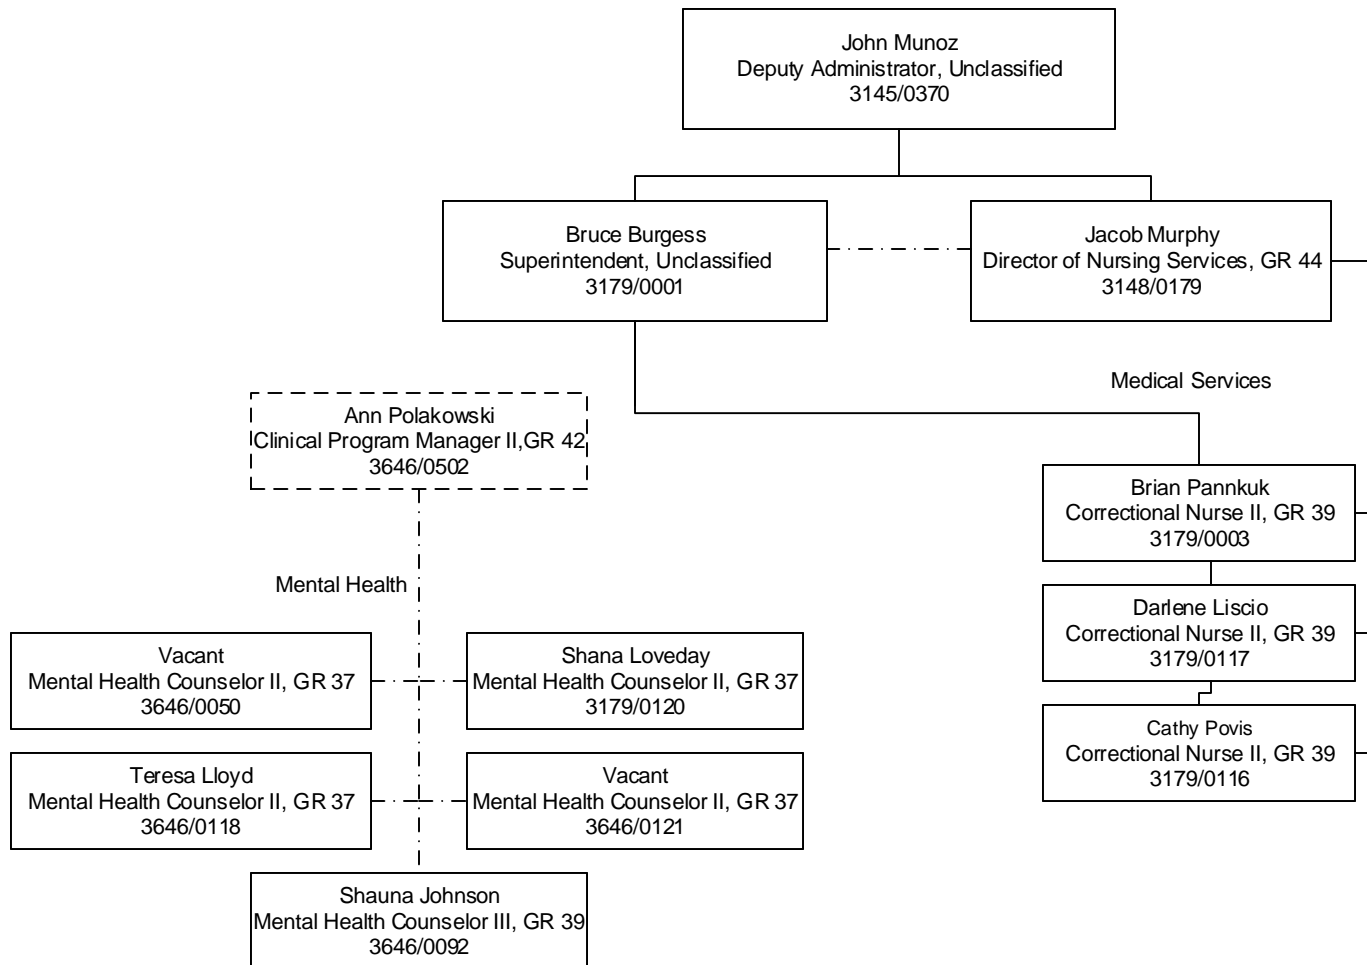 John Munoz
Deputy Administrator, Unclassified
3145/0370
Bruce Burgess
Superintendent, Unclassified
3179/0001
Jacob Murphy
Director of Nursing Services, GR 44
3148/0179
Medical Services
Ann Polakowski
Clinical Program Manager II,GR 42
3646/0502
Brian Pannkuk
Correctional Nurse II, GR 39
3179/0003
Mental Health
Darlene Liscio
Correctional Nurse II, GR 39
3179/0117
Vacant
Mental Health Counselor II, GR 37
3646/0050
Shana Loveday
Mental Health Counselor II, GR 37
3179/0120
Cathy Povis
Correctional Nurse II, GR 39
3179/0116
Teresa Lloyd
Mental Health Counselor II, GR 37
3646/0118
Vacant
Mental Health Counselor II, GR 37
3646/0121
Shauna Johnson
Mental Health Counselor III, GR 39
3646/0092